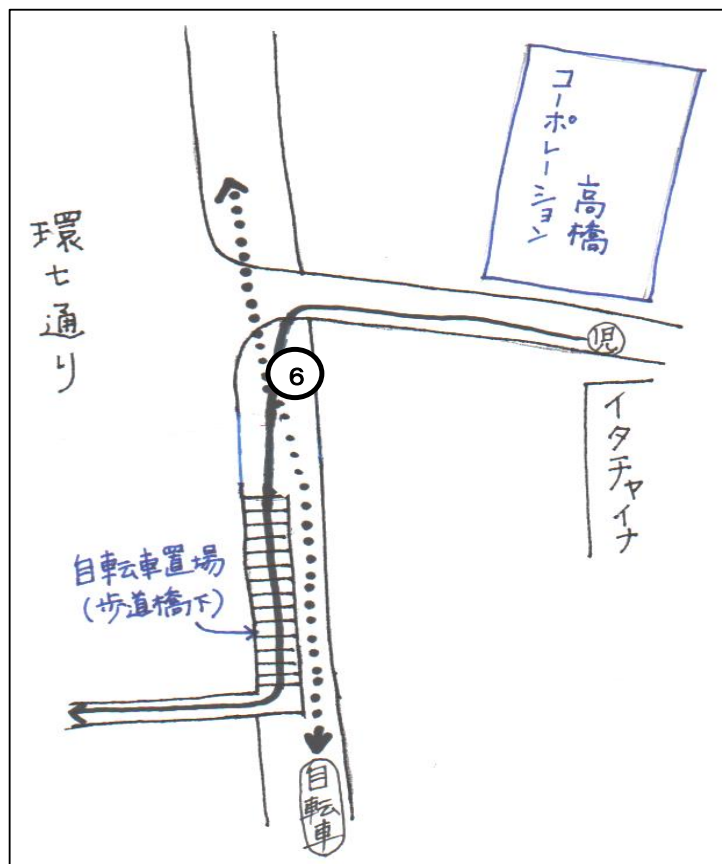 コーポレーション
高橋
環七通り
児
６
イタチャイナ
自転車置場
(歩道橋下)
自転車